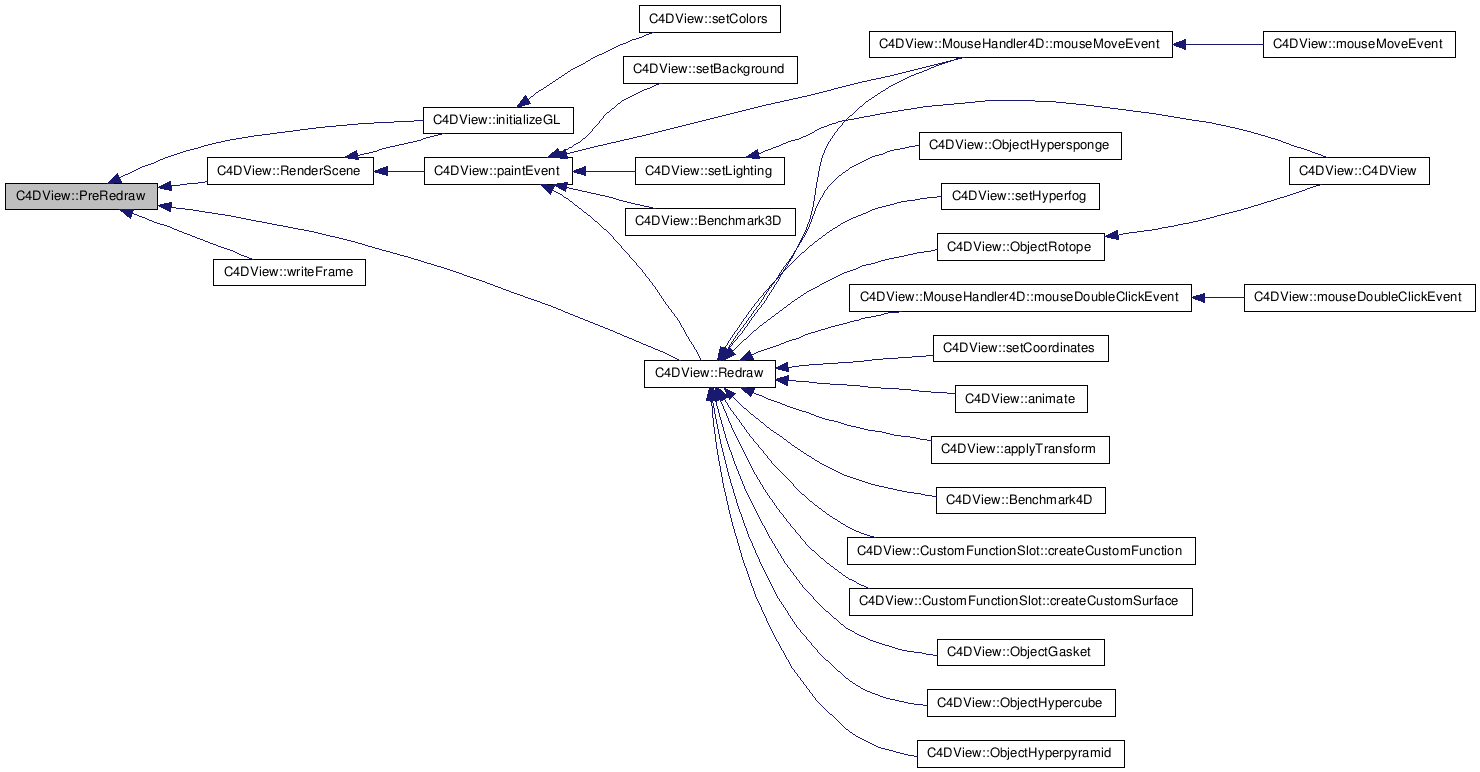 C4DView::setColors
C4DView::MouseHandler4D::mouseMoveEvent
C4DView::mouseMoveEvent
C4DView::setBackground
C4DView::initializeGL
C4DView::ObjectHypersponge
C4DView::RenderScene
C4DView::paintEvent
C4DView::setLighting
C4DView::C4DView
C4DView::PreRedraw
C4DView::setHyperfog
C4DView::Benchmark3D
C4DView::ObjectRotope
C4DView::writeFrame
C4DView::MouseHandler4D::mouseDoubleClickEvent
C4DView::mouseDoubleClickEvent
C4DView::setCoordinates
C4DView::Redraw
C4DView::animate
C4DView::applyTransform
C4DView::Benchmark4D
C4DView::CustomFunctionSlot::createCustomFunction
C4DView::CustomFunctionSlot::createCustomSurface
C4DView::ObjectGasket
C4DView::ObjectHypercube
C4DView::ObjectHyperpyramid